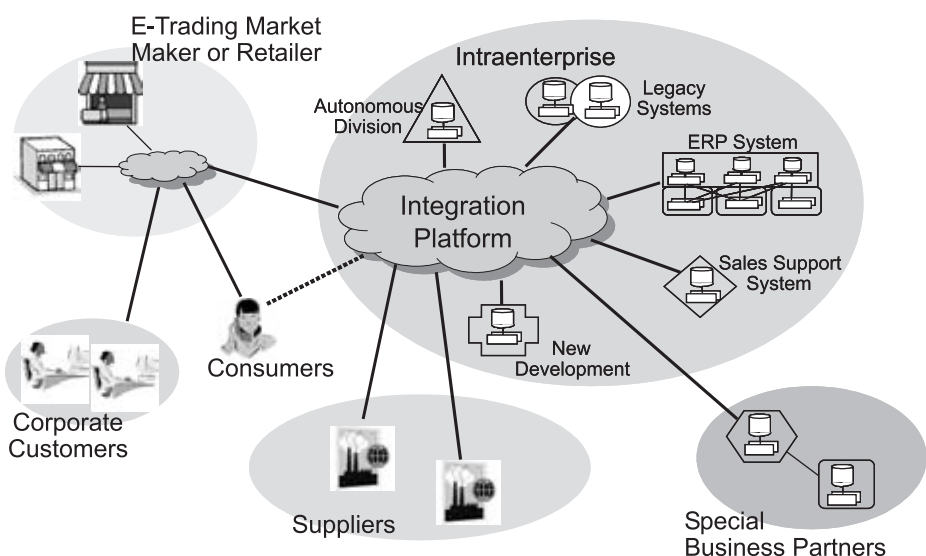 E-Trading Market
Maker or Retailer
Intraenterprise
Autonomous
Division
Legacy
Systems
ERP System
Integration
Platform
Sales Support
System
New
Development
Consumers
Corporate
Customers
Suppliers
Special
Business Partners